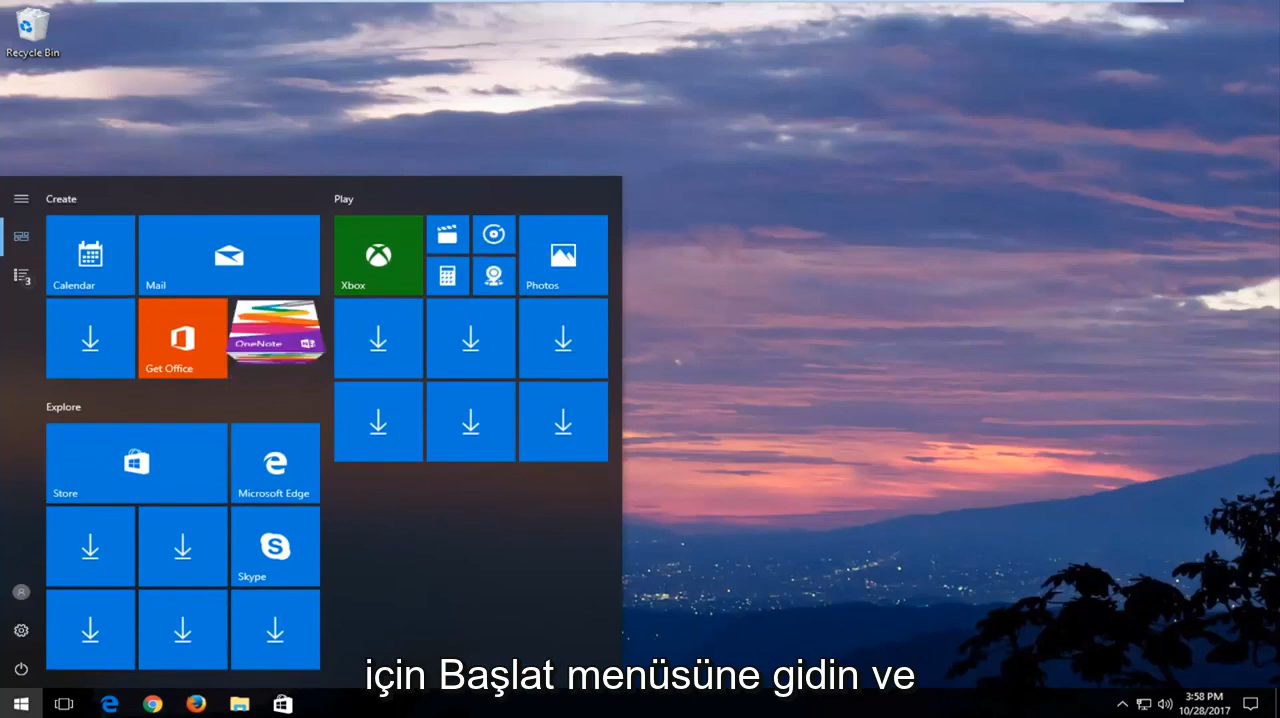 Recycle Bin
Create
Play
Calendar
Mail
Xbox
Photos
Get Office
OneNote
Explore
Store
Microsoft Edge
Skype
3
için Başlat menüsüne gidin ve
3:58 PM
10/28/2017